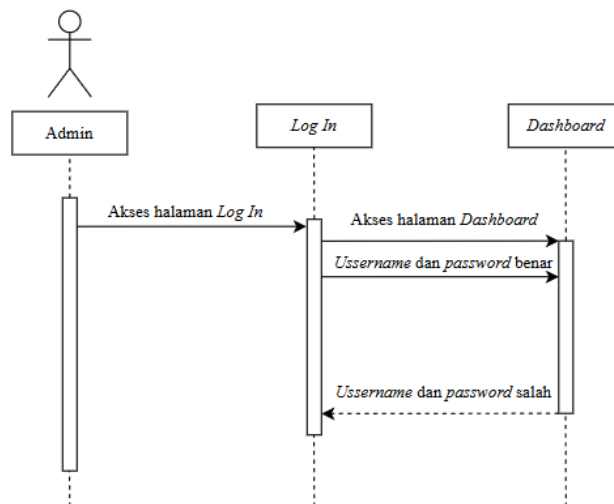 Admin
Log In
Dashboard
Akses halaman Log In
Akses halaman Dashboard
Ussername dan password benar
Ussername dan password salah